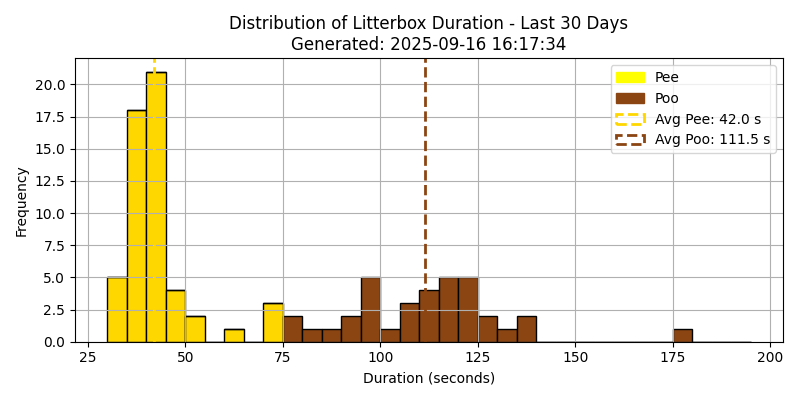 Distribution of Litterbox Duration - Last 30 Days
Generated: 2025-09-16 16:17:34
Pee
Poo
Avg Pee: 42.0 s
Avg Poo: 111.5 s
Frequency
20.0
17.5
15.0
12.5
10.0
7.5
5.0
2.5
0.0
25 50 75 100 125 150 175 200
Duration (seconds)